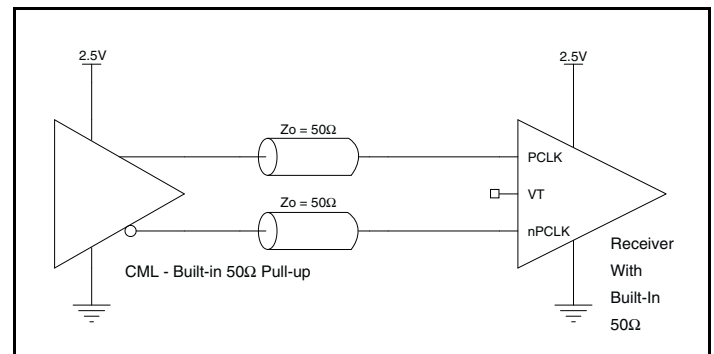 2.5V
2.5V
Zo = 50Ω
PCLK
VT
Zo = 50Ω
nPCLK
CML - Built-in 50Ω Pull-up
Receiver
With
Built-In
50Ω